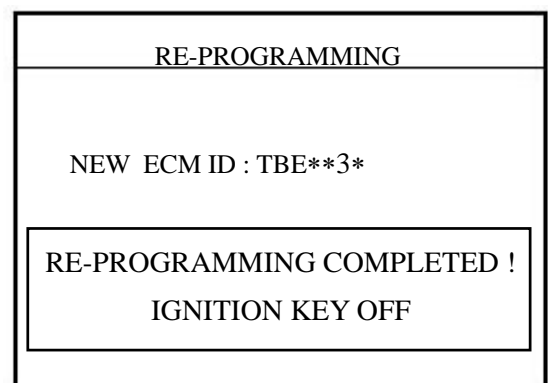 RE-PROGRAMMING
NEW ECM ID : TBE**3*
RE-PROGRAMMING COMPLETED !
IGNITION KEY OFF